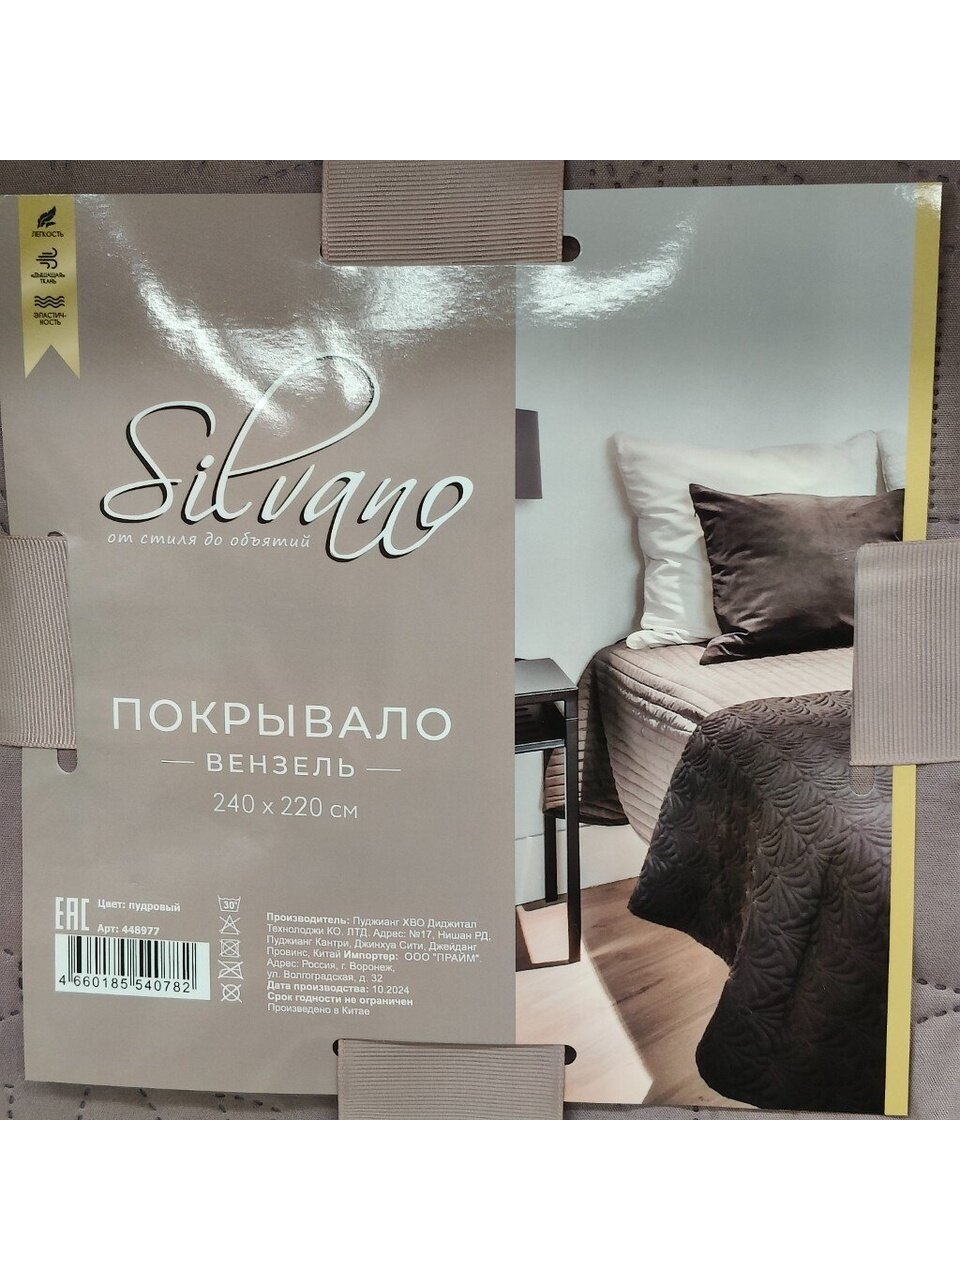 ЛЕГКОСТЬ
«ДЫШАЩАЯ»
ТКАНЬ
ЭЛАСТИЧ-
НОСТЬ
Silvano
от стиля до объятий
ПОКРЫВАЛО
ВЕНЗЕЛЬ
240 х 220 см
EAC
Цвет: пудровый
Арт: 448977
4 660185 540782
30°
Производитель: Пуджианг ХВО Диджитал
Технолоджи КО. ЛТД. Адрес: №17, Нишан РД,
Пуджианг Кантри, Джинхуа Сити, Джейданг
Провинс, Китай Импортер: ООО "ПРАЙМ".
Адрес: Россия, г. Воронеж,
ул. Волгоградская, д. 32
Дата производства: 10.2024
Срок годности не ограничен
Произведено в Китае